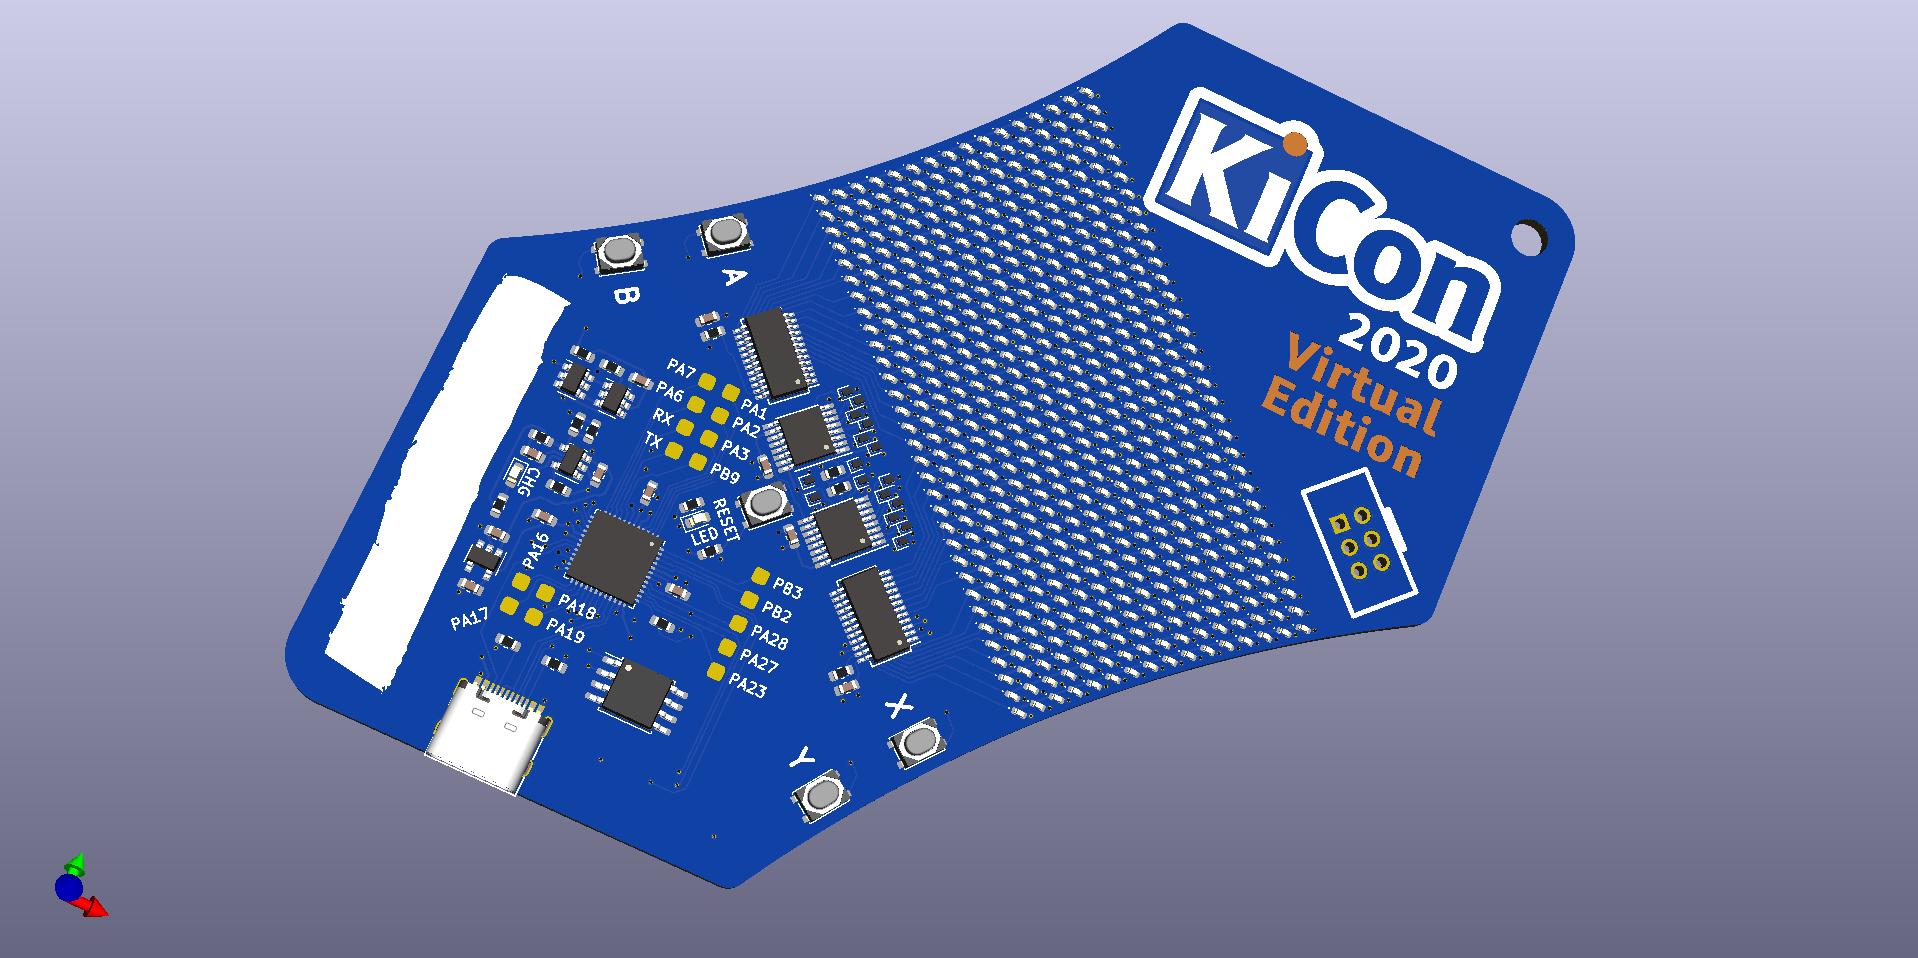 KiCon
2020
Virtual
Edition
A
B
PA7
PA6
RX
TX
PA1
PA2
PA3
PB9
CHG
RESET
LED
PA16
PA17
PA18
PA19
PB3
PB2
PA28
PA27
PA23
X
Y